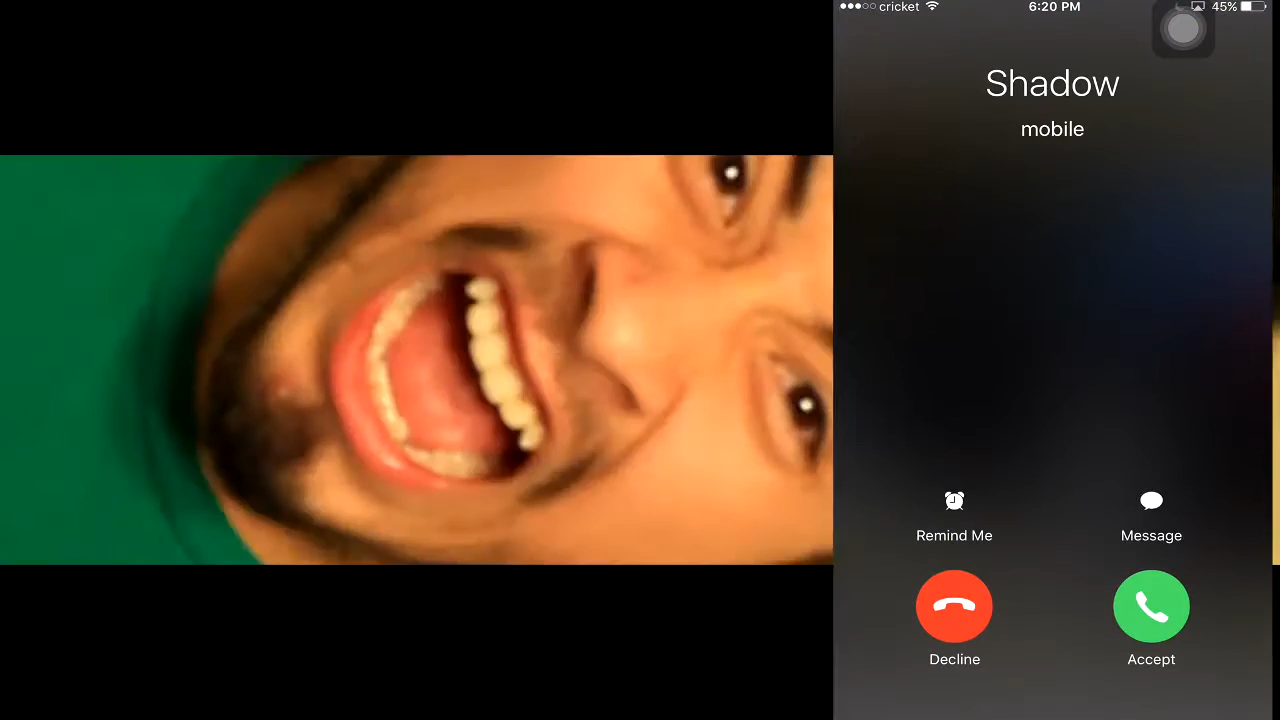 cricket 6:20 PM 45%
Shadow
mobile
Remind Me Message
Decline Accept